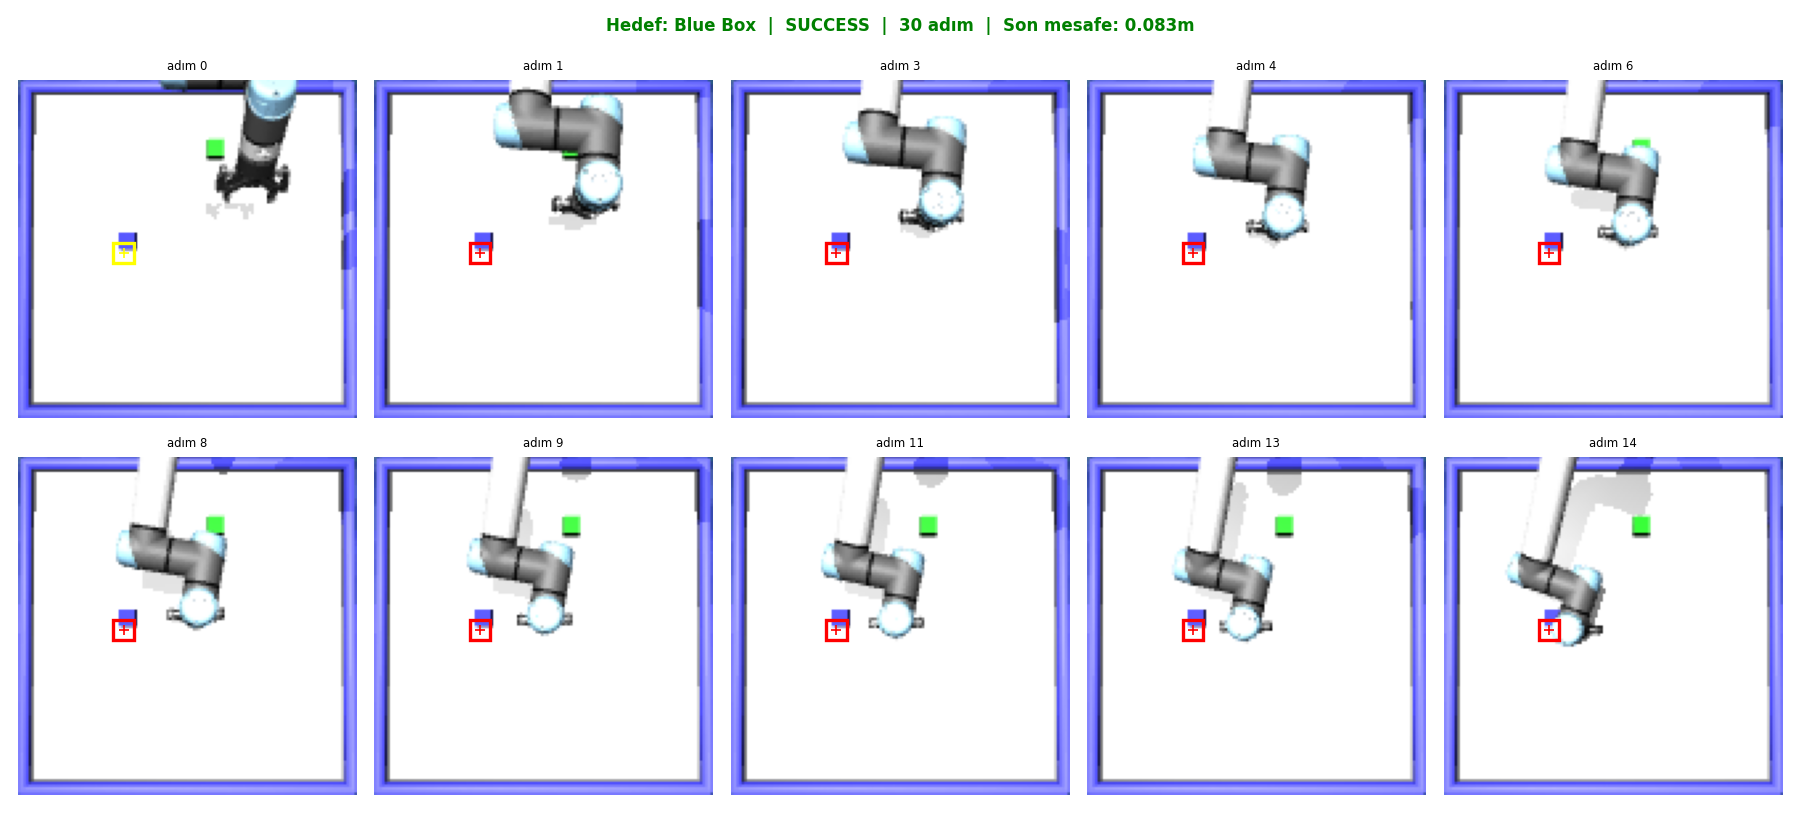 Hedef: Blue Box | SUCCESS | 30 adım | Son mesafe: 0.083m
adım 0
adım 1
adım 3
adım 4
adım 6
adım 8
adım 9
adım 11
adım 13
adım 14